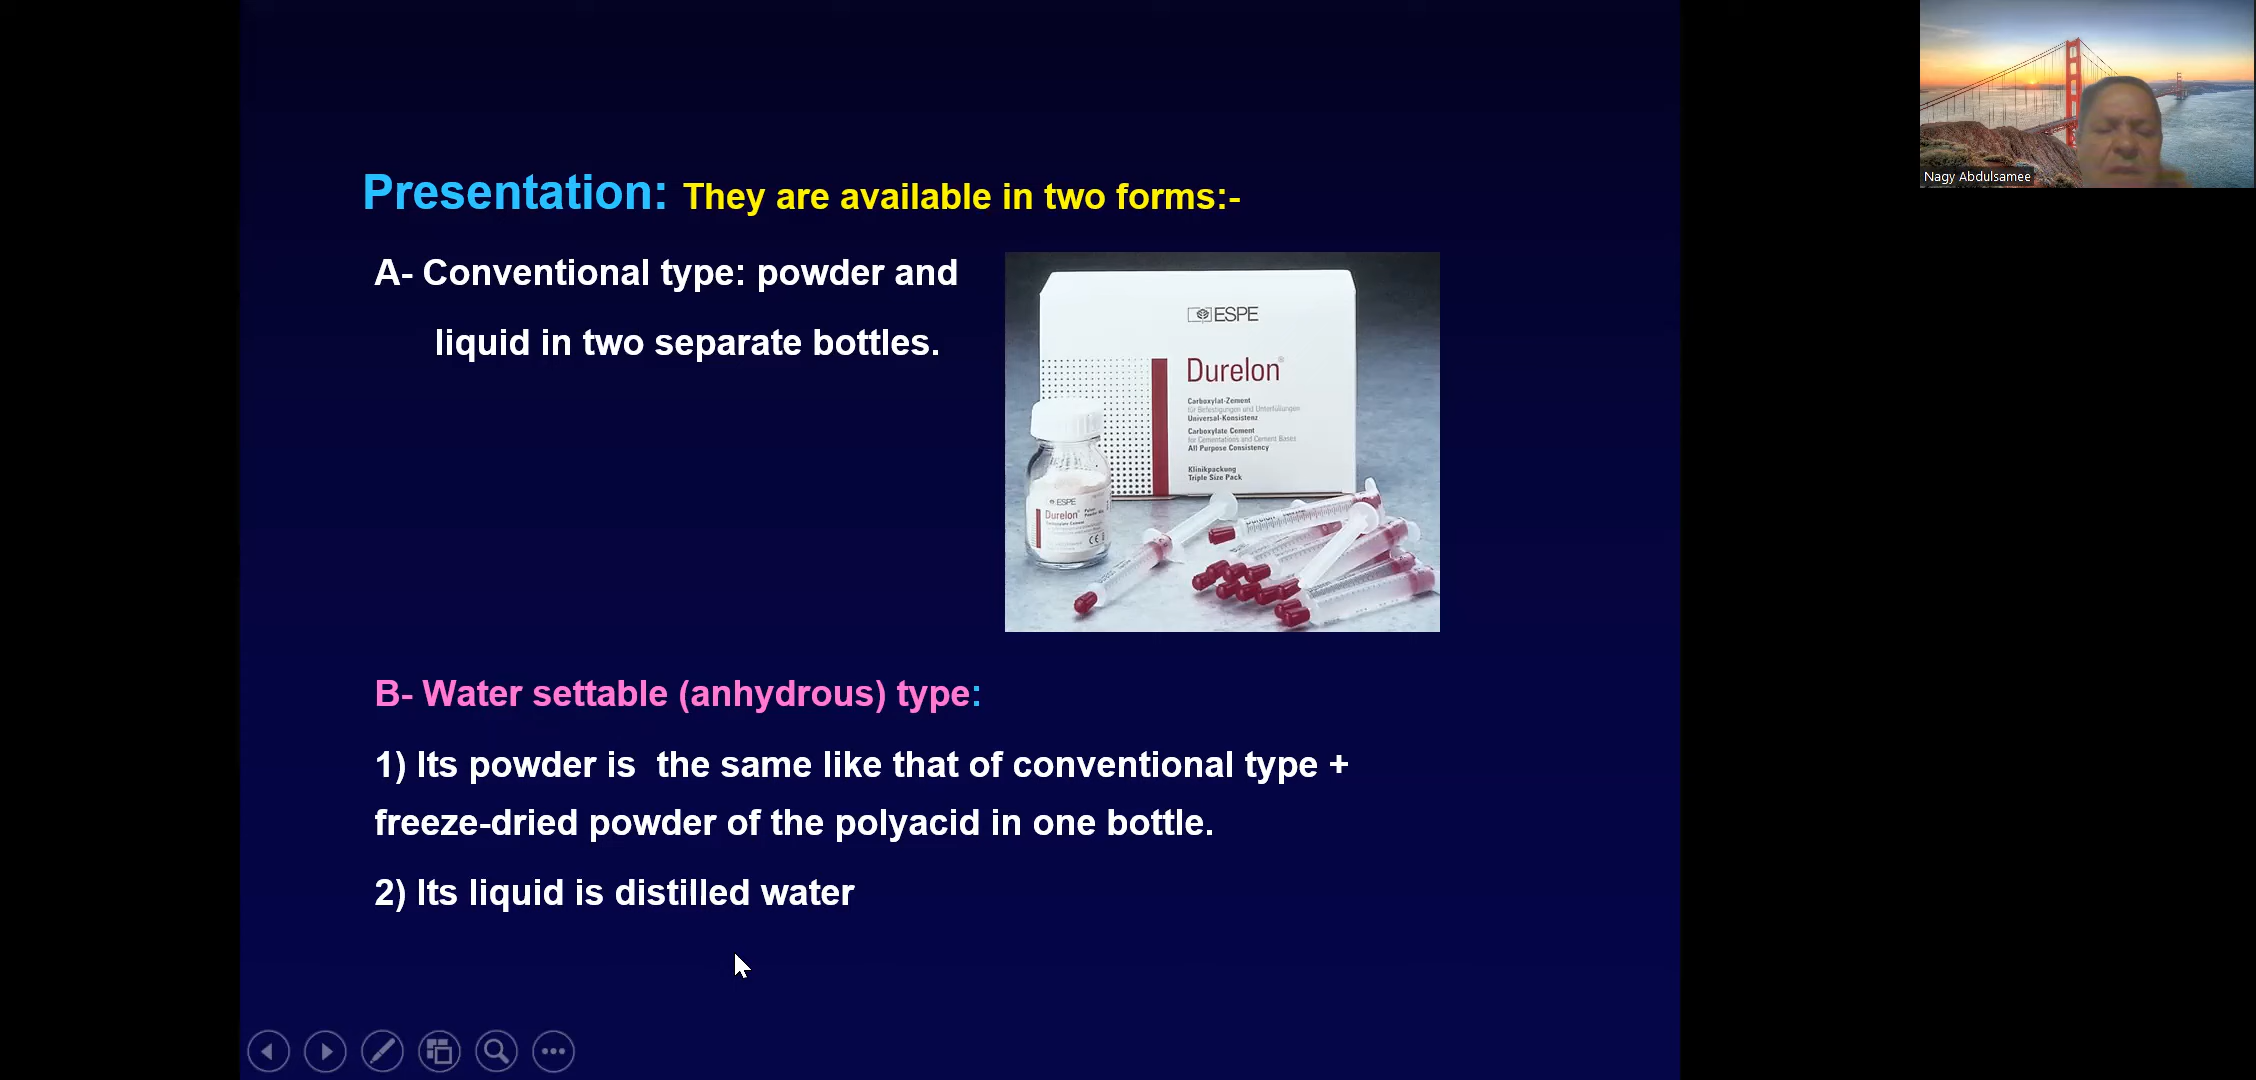 Presentation: They are available in two forms:-
A- Conventional type: powder and
liquid in two separate bottles.
ESPE
Durelon®
Carboxylat-Zement
für Befestigungen und Unterfüllungen
Universal-Konsistenz
Carboxylate Cement
for Cementations and Cement Bases
All Purpose Consistency
Klinikpackung
Triple Size Pack
ESPE
Durelon
B- Water settable (anhydrous) type:
1) Its powder is  the same like that of conventional type +
freeze-dried powder of the polyacid in one bottle.
2) Its liquid is distilled water
Nagy Abdulsamee